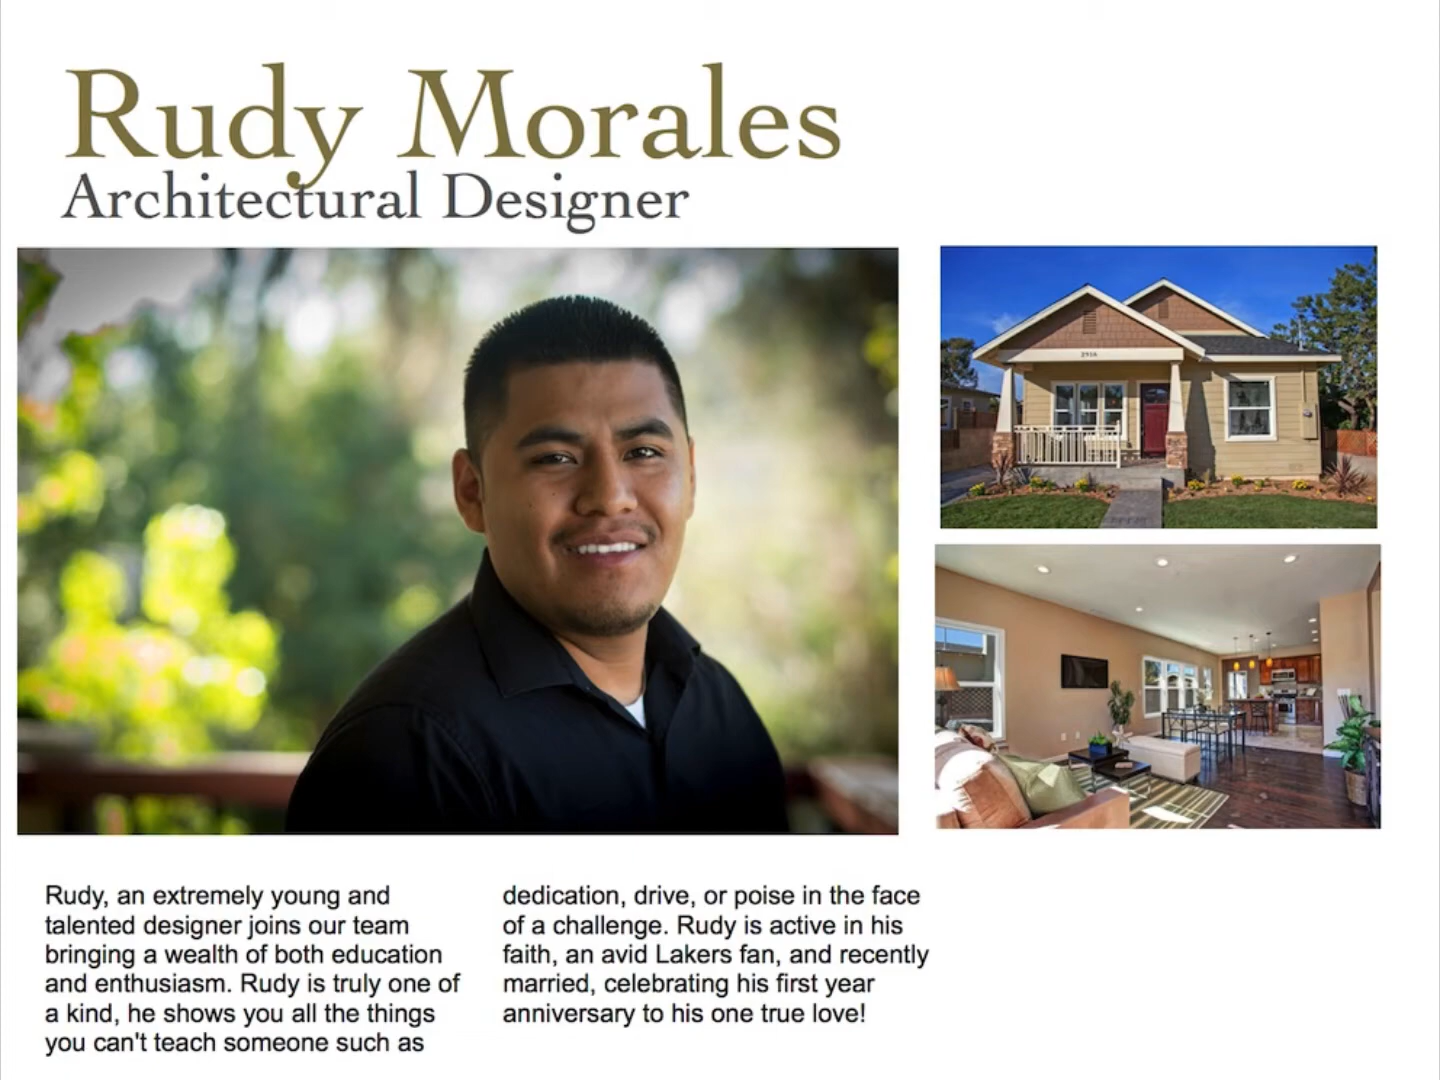 Rudy Morales
Architectural Designer
Rudy, an extremely young and
talented designer joins our team
bringing a wealth of both education
and enthusiasm. Rudy is truly one of
a kind, he shows you all the things
you can't teach someone such as
dedication, drive, or poise in the face
of a challenge. Rudy is active in his
faith, an avid Lakers fan, and recently
married, celebrating his first year
anniversary to his one true love!